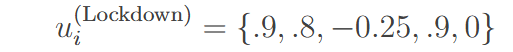 u_i^{(Lockdown)} = {.9, .8, −0.25, .9, 0}